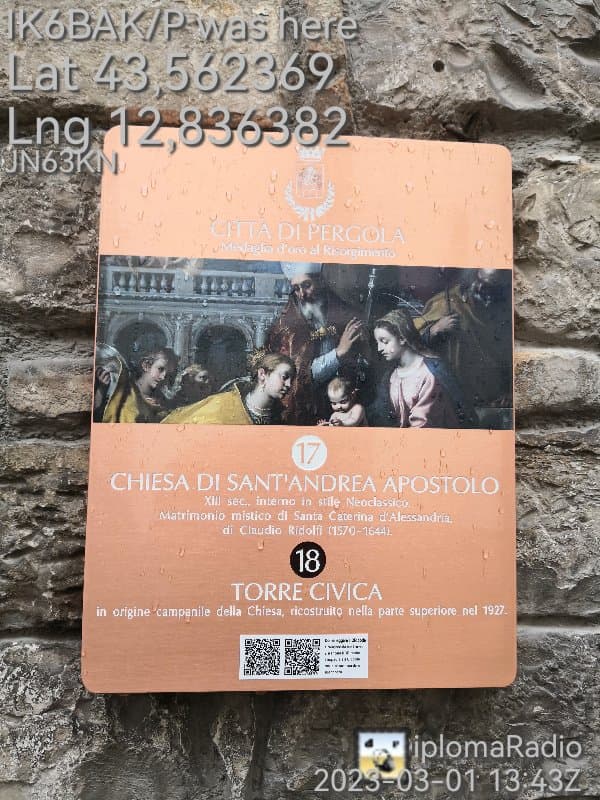 IK6BAK/P was here
Lat 43,562369
Lng 12,836382
JN63KN
CITTÀ DI PERGOLA
Medaglia d'oro al Risorgimento
17
CHIESA DI SANT'ANDREA APOSTOLO
XIII sec., interno in stile Neoclassico.
Matrimonio mistico di Santa Caterina d'Alessandria,
di Claudio Ridolfi (1570-1644).
18
TORRE CIVICA
in origine campanile della Chiesa, ricostruito nella parte superiore nel 1927.
iplomaRadio
2023-03-01 13:43Z